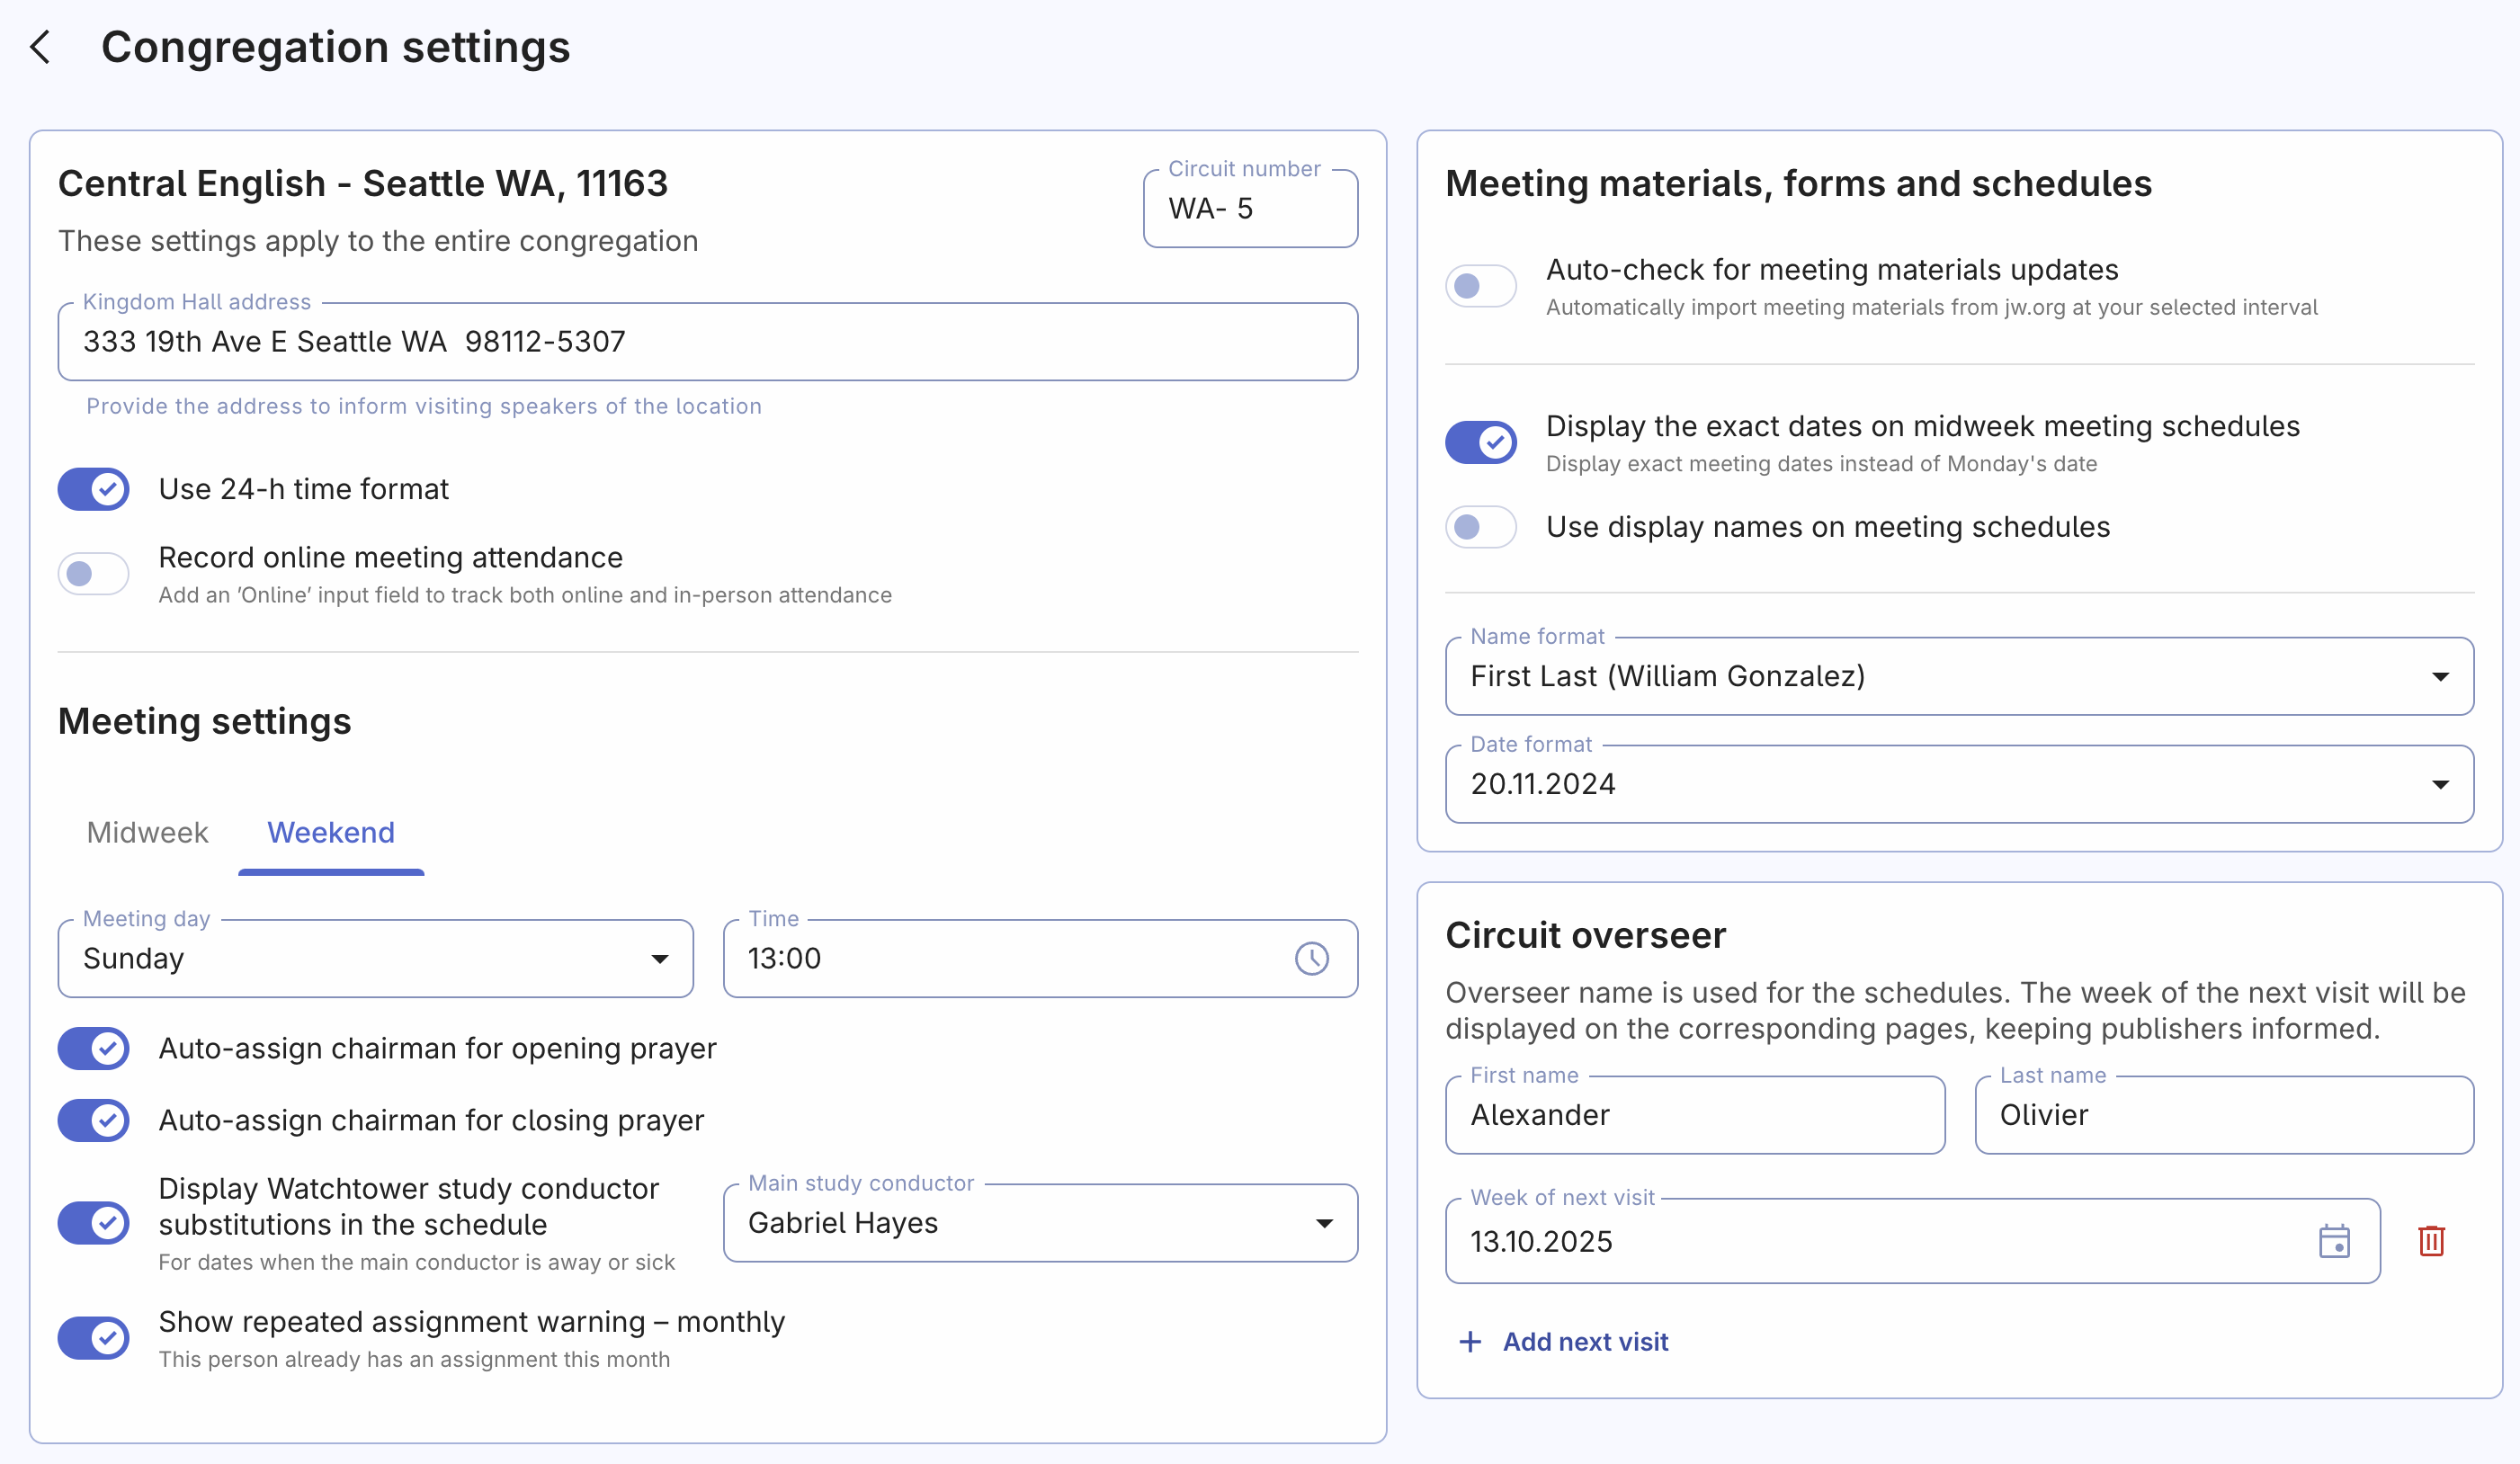 Congregation settings
Central English - Seattle WA, 11163
These settings apply to the entire congregation
Circuit number
WA- 5
Kingdom Hall address
333 19th Ave E Seattle WA  98112-5307
Provide the address to inform visiting speakers of the location
Use 24-h time format
Record online meeting attendance
Add an ‘Online’ input field to track both online and in-person attendance
Meeting settings
Midweek
Weekend
Meeting day
Sunday
Time
13:00
Auto-assign chairman for opening prayer
Auto-assign chairman for closing prayer
Display Watchtower study conductor
substitutions in the schedule
For dates when the main conductor is away or sick
Main study conductor
Gabriel Hayes
Show repeated assignment warning – monthly
This person already has an assignment this month
Meeting materials, forms and schedules
Auto-check for meeting materials updates
Automatically import meeting materials from jw.org at your selected interval
Display the exact dates on midweek meeting schedules
Display exact meeting dates instead of Monday's date
Use display names on meeting schedules
Name format
First Last (William Gonzalez)
Date format
20.11.2024
Circuit overseer
Overseer name is used for the schedules. The week of the next visit will be
displayed on the corresponding pages, keeping publishers informed.
First name
Alexander
Last name
Olivier
Week of next visit
13.10.2025
Add next visit